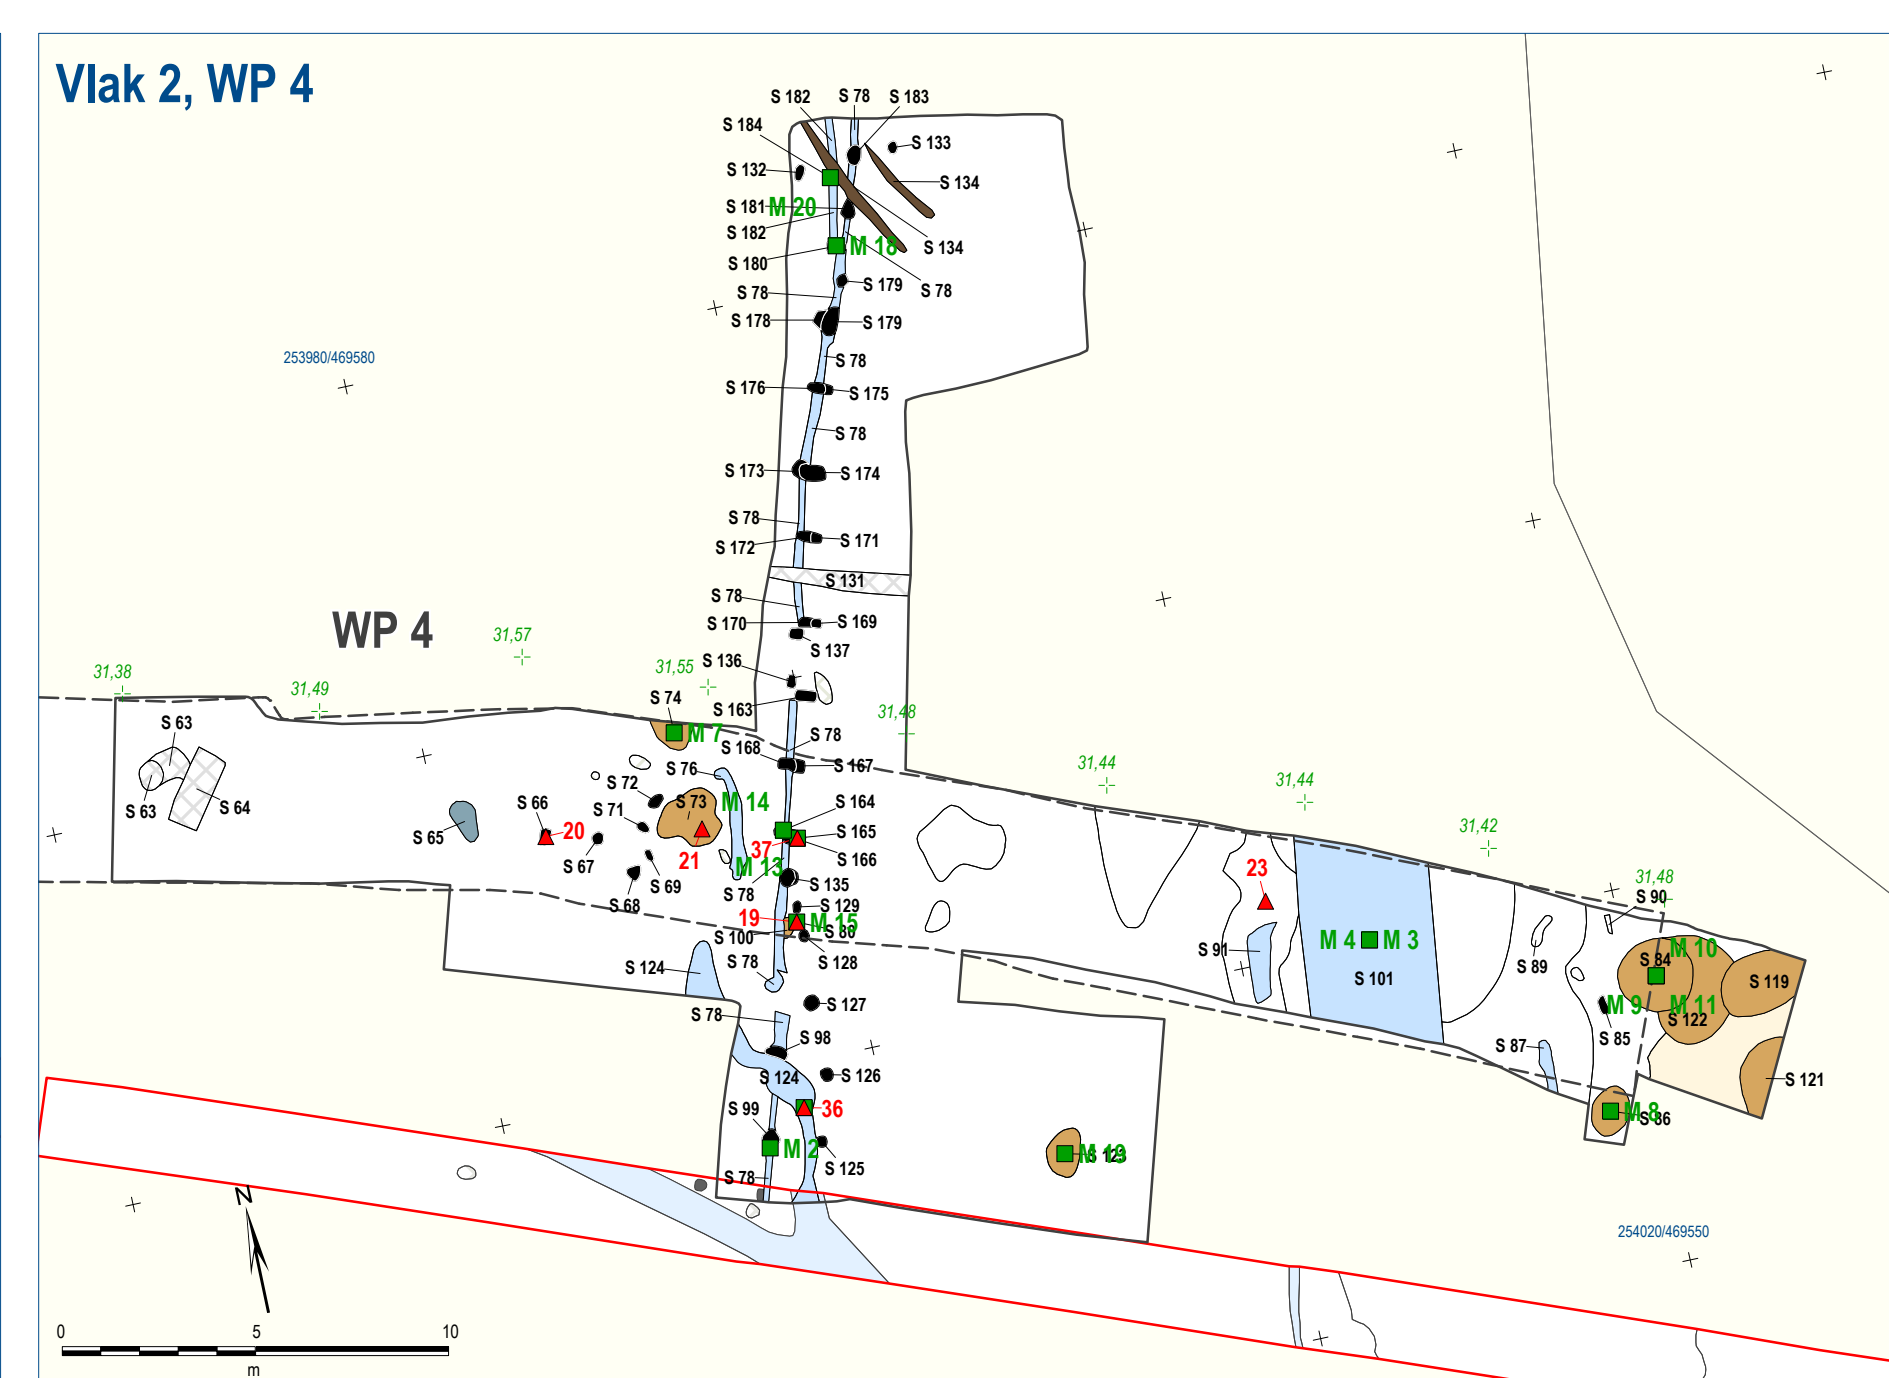 Vlak 2, WP 4
S 182
S 78
S 183
S 184
S 133
S 132
S 134
S 181
M 20
S 182
S 134
S 180
M 18
S 179
S 78
S 78
S 178
S 179
253980/469580
S 78
S 176
S 175
S 78
S 173
S 174
S 78
S 172
S 171
S 131
S 78
WP 4
S 170
S 169
31,57
S 137
31,38
31,55
S 136
31,49
S 74
S 163
31,48
S 63
M 7
S 168
S 78
S 76
S 167
31,44
S 72
31,44
S 63
S 64
S 66
S 71
S 73
M 14
S 164
S 65
20
S 165
31,42
21
37
S 166
S 67
S 69
M 13
23
S 135
31,48
S 68
S 78
S 129
S 90
19
M 15
S 80
S 100
S 128
M 4
M 3
S 91
M 10
S 124
S 78
S 101
S 89
S 84
S 119
S 127
M 9
M 11
S 78
S 122
S 98
S 85
S 87
S 124
S 126
S 121
S 99
36
M 8
S 86
M 2
M 19
S 123
S 125
S 78
N
254020/469550
0
5
10
m